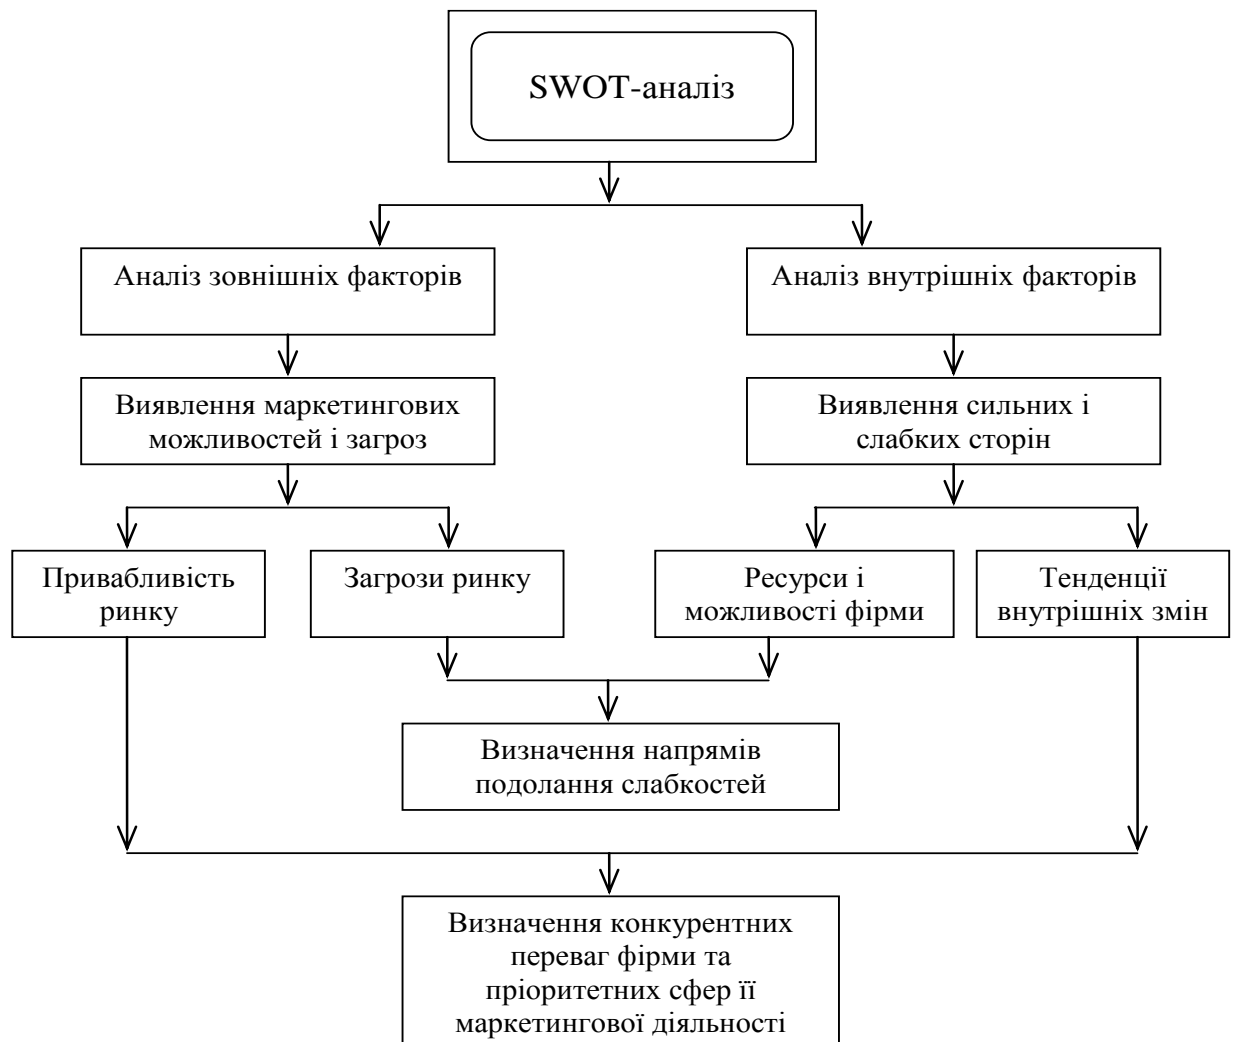 SWOT-аналіз
Аналіз зовнішніх факторів
Аналіз внутрішніх факторів
Виявлення маркетингових
можливостей і загроз
Виявлення сильних і
слабких сторін
Привабливість
ринку
Загрози ринку
Ресурси і
можливості фірми
Тенденції
внутрішніх змін
Визначення напрямів
подолання слабкостей
Визначення конкурентних
переваг фірми та
пріоритетних сфер її
маркетингової діяльності